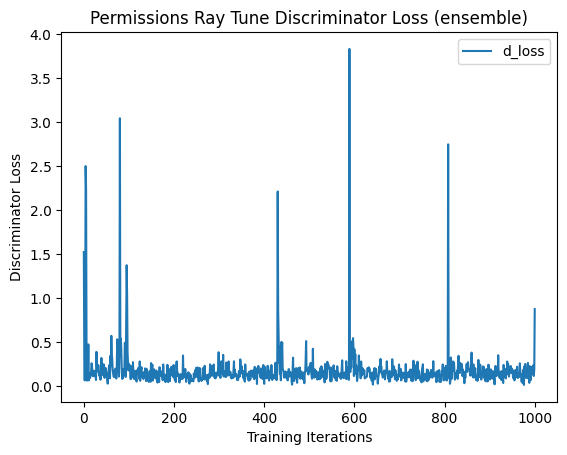 Permissions Ray Tune Discriminator Loss (ensemble)
d_loss
Discriminator Loss
4.0
3.5
3.0
2.5
2.0
1.5
1.0
0.5
0.0
0 200 400 600 800 1000
Training Iterations